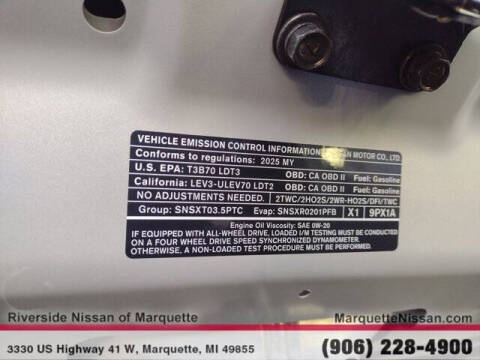 VEHICLE EMISSION CONTROL INFORMATION MOTOR CO., LTD
Conforms to regulations: 2025 MY
U.S. EPA: T3B70 LDT3 OBD: CA OBD II Fuel: Gasoline
California: LEV3-ULEV70 LDT2 OBD: CA OBD II Fuel: Gasoline
NO ADJUSTMENTS NEEDED. 2TWC/2HO2S/2WR-HO2S/DFI/TWC
Group: SNSXT03.5PTC Evap: SNSXR0201PFB X1 9PX1A
Engine Oil Viscosity: SAE 0W-20
IF EQUIPPED WITH ALL-WHEEL DRIVE, LOADED I/M TESTING MUST BE CONDUCTED
ON A FOUR WHEEL DRIVE SPEED SYNCHRONIZED DYNAMOMETER.
OTHERWISE, A NON-LOADED TEST PROCEDURE MUST BE PERFORMED.
Riverside Nissan of Marquette MarquetteNissan.com
3330 US Highway 41 W, Marquette, MI 49855 (906) 228-4900